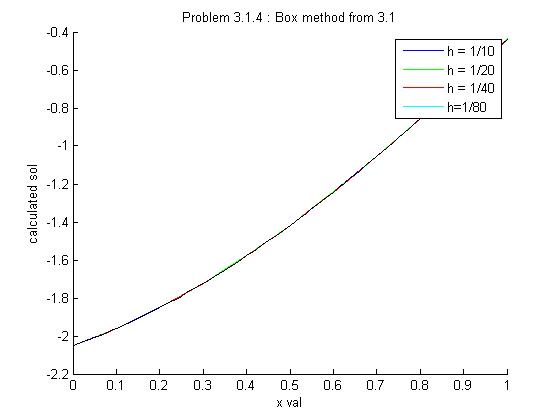 Problem 3.1.4 : Box method from 3.1
-0.4
-0.6
-0.8
-1
-1.2
-1.4
-1.6
-1.8
-2
-2.2
calculated sol
h = 1/10
h = 1/20
h = 1/40
h=1/80
0 0.1 0.2 0.3 0.4 0.5 0.6 0.7 0.8 0.9 1
x val